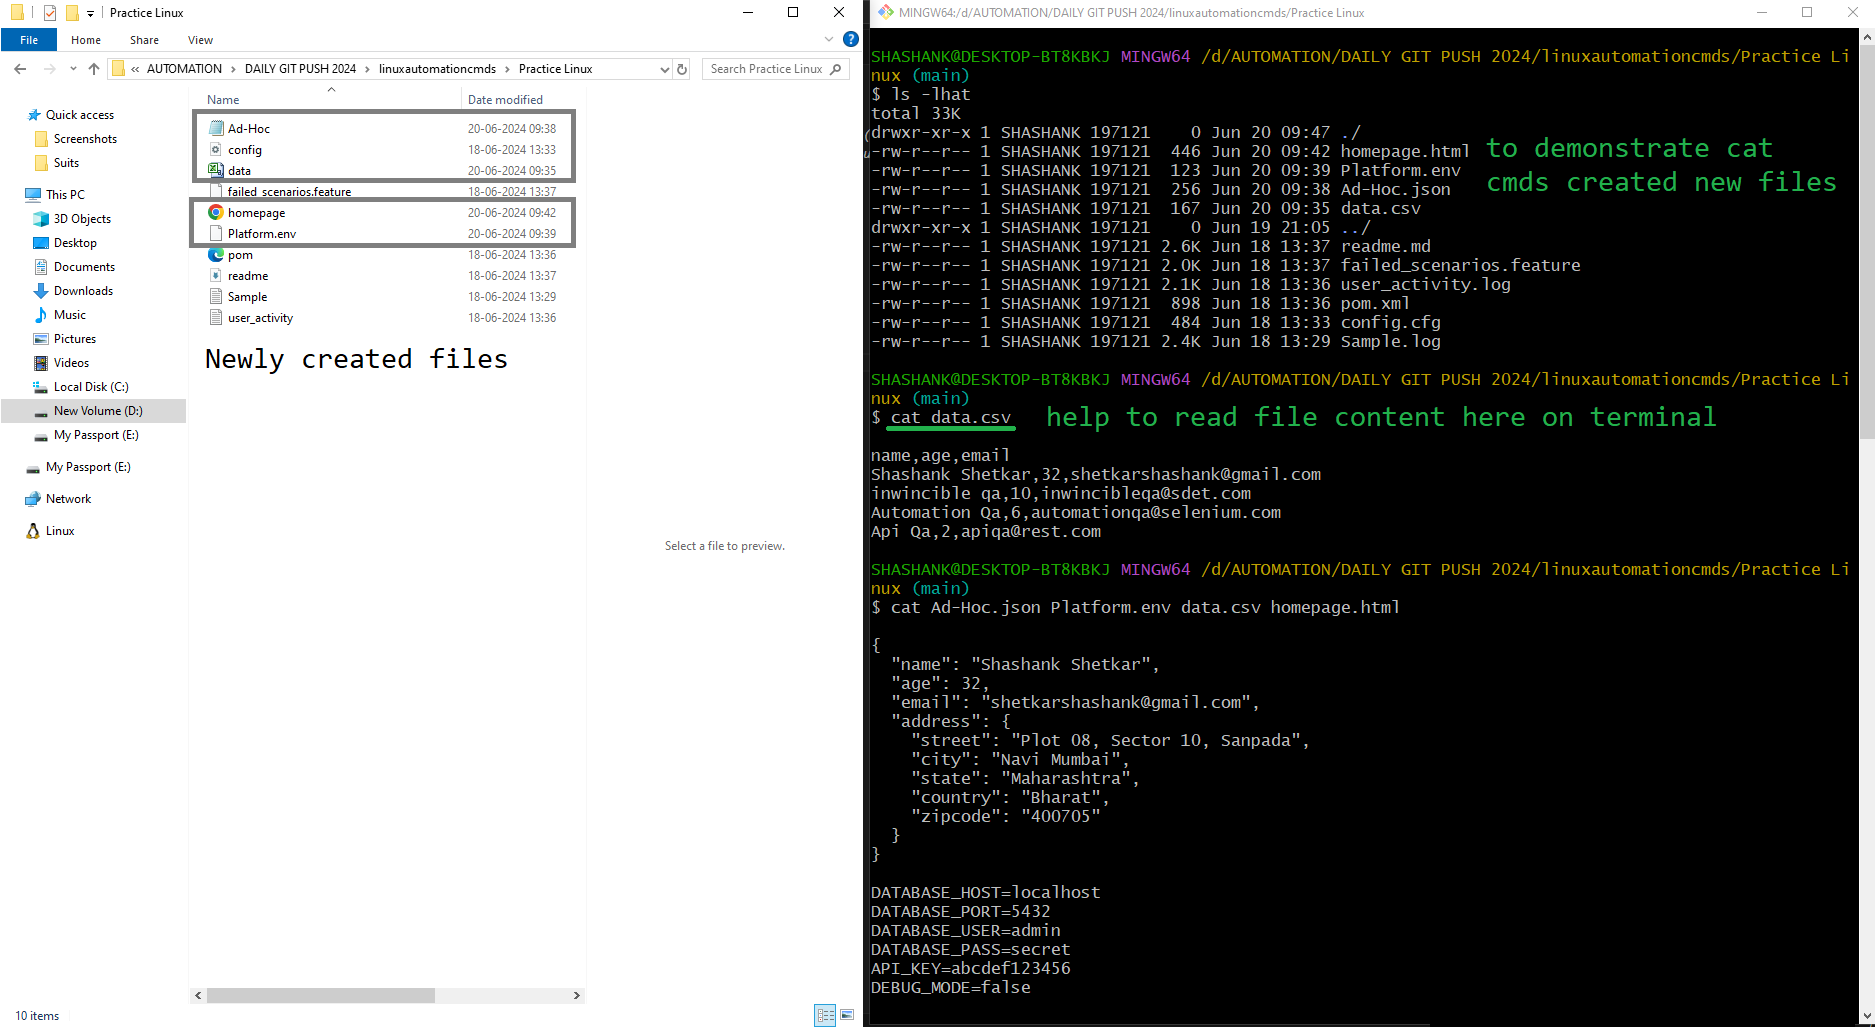 Practice Linux
File Home Share View
« AUTOMATION › DAILY GIT PUSH 2024 › linuxautomationcmds › Practice Linux
Search Practice Linux
Quick access
Screenshots
Suits
This PC
3D Objects
Desktop
Documents
Downloads
Music
Pictures
Videos
Local Disk (C:)
New Volume (D:)
My Passport (E:)
My Passport (E:)
Network
Linux
Name Date modified
Ad-Hoc 20-06-2024 09:38
config 18-06-2024 13:33
data 20-06-2024 09:35
failed_scenarios.feature 18-06-2024 13:37
homepage 20-06-2024 09:42
Platform.env 20-06-2024 09:39
pom 18-06-2024 13:36
readme 18-06-2024 13:37
Sample 18-06-2024 13:29
user_activity 18-06-2024 13:36
Newly created files
Select a file to preview.
10 items
MINGW64:/d/AUTOMATION/DAILY GIT PUSH 2024/linuxautomationcmds/Practice Linux
SHASHANK@DESKTOP-BT8KBKJ MINGW64 /d/AUTOMATION/DAILY GIT PUSH 2024/linuxautomationcmds/Practice Li
nux (main)
$ ls -lhat
total 33K
drwxr-xr-x 1 SHASHANK 197121    0 Jun 20 09:47 ./
-rw-r--r-- 1 SHASHANK 197121  446 Jun 20 09:42 homepage.html
-rw-r--r-- 1 SHASHANK 197121  123 Jun 20 09:39 Platform.env
-rw-r--r-- 1 SHASHANK 197121  256 Jun 20 09:38 Ad-Hoc.json
-rw-r--r-- 1 SHASHANK 197121  167 Jun 20 09:35 data.csv
drwxr-xr-x 1 SHASHANK 197121    0 Jun 19 21:05 ../
-rw-r--r-- 1 SHASHANK 197121 2.6K Jun 18 13:37 readme.md
-rw-r--r-- 1 SHASHANK 197121 2.0K Jun 18 13:37 failed_scenarios.feature
-rw-r--r-- 1 SHASHANK 197121 2.1K Jun 18 13:36 user_activity.log
-rw-r--r-- 1 SHASHANK 197121  898 Jun 18 13:36 pom.xml
-rw-r--r-- 1 SHASHANK 197121  484 Jun 18 13:33 config.cfg
-rw-r--r-- 1 SHASHANK 197121 2.4K Jun 18 13:29 Sample.log
to demonstrate cat
cmds created new files
SHASHANK@DESKTOP-BT8KBKJ MINGW64 /d/AUTOMATION/DAILY GIT PUSH 2024/linuxautomationcmds/Practice Li
nux (main)
$ cat data.csv
help to read file content here on terminal
name,age,email
Shashank Shetkar,32,shetkarshashank@gmail.com
inwincible qa,10,inwincibleqa@sdet.com
Automation Qa,6,automationqa@selenium.com
Api Qa,2,apiqa@rest.com
SHASHANK@DESKTOP-BT8KBKJ MINGW64 /d/AUTOMATION/DAILY GIT PUSH 2024/linuxautomationcmds/Practice Li
nux (main)
$ cat Ad-Hoc.json Platform.env data.csv homepage.html
{
"name": "Shashank Shetkar",
"age": 32,
"email": "shetkarshashank@gmail.com",
"address": {
"street": "Plot 08, Sector 10, Sanpada",
"city": "Navi Mumbai",
"state": "Maharashtra",
"country": "Bharat",
"zipcode": "400705"
}
}
DATABASE_HOST=localhost
DATABASE_PORT=5432
DATABASE_USER=admin
DATABASE_PASS=secret
API_KEY=abcdef123456
DEBUG_MODE=false